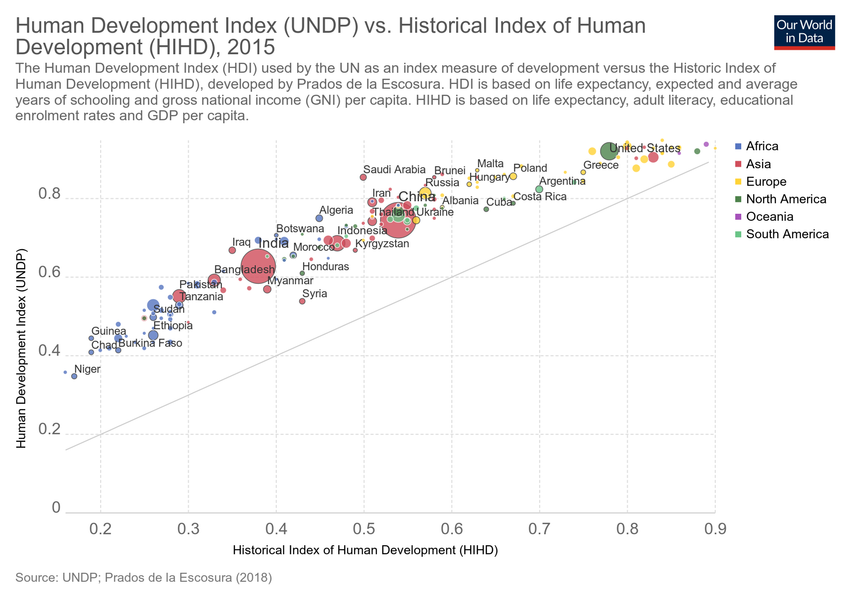 Human Development Index (UNDP) vs. Historical Index of Human
Development (HIHD), 2015
Our World
in Data
The Human Development Index (HDI) used by the UN as an index measure of development versus the Historic Index of
Human Development (HIHD), developed by Prados de la Escosura. HDI is based on life expectancy, expected and average
years of schooling and gross national income (GNI) per capita. HIHD is based on life expectancy, adult literacy, educational
enrolment rates and GDP per capita.
Africa
Asia
Europe
North America
Oceania
South America
United States
Malta
Saudi Arabia
Brunei
Poland
Greece
Russia
Hungary
Argentina
Iran
China
Albania
Cuba
Costa Rica
Algeria
Thailand
Ukraine
Botswana
Indonesia
Iraq
India
Morocco
Kyrgyzstan
Bangladesh
Honduras
Myanmar
Pakistan
Tanzania
Syria
Sudan
Guinea
Ethiopia
Chad
Burkina Faso
Niger
Human Development Index (UNDP)
0.8
0.6
0.4
0.2
0
0.2
0.3
0.4
0.5
0.6
0.7
0.8
0.9
Historical Index of Human Development (HIHD)
Source: UNDP; Prados de la Escosura (2018)